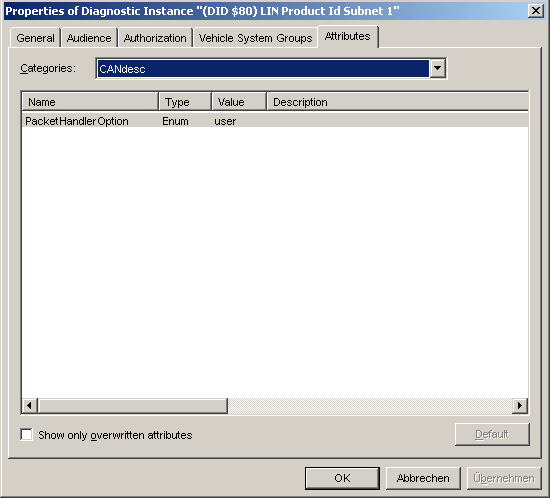 Properties of Diagnostic Instance "(DID $80) LIN Product Id Subnet 1"
General Audience Authorization Vehicle System Groups Attributes
Categories: CANdesc
Name Type Value Description
PacketHandlerOption Enum user
Show only overwritten attributes Default
OK Abbrechen Übernehmen